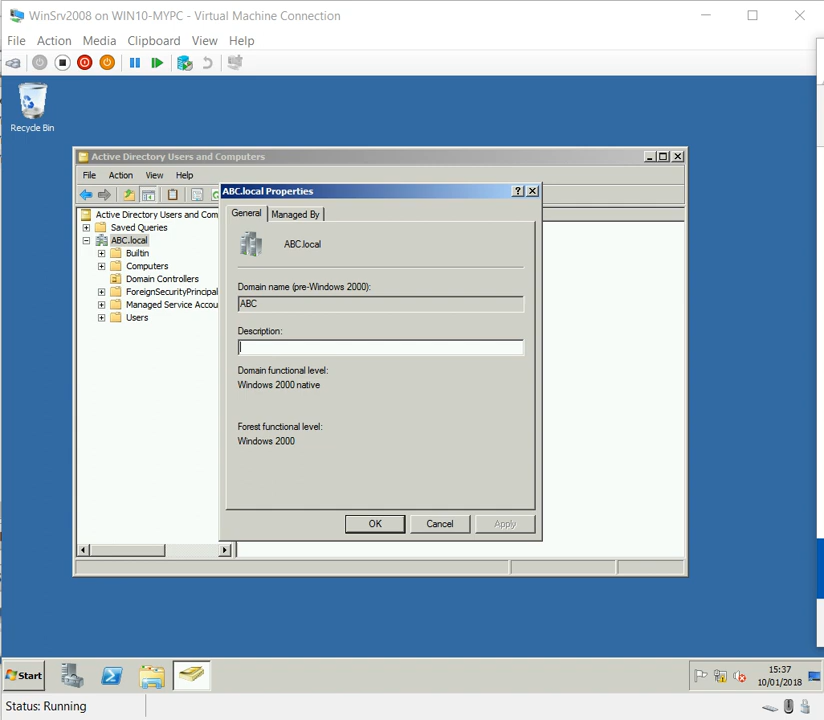 WinSrv2008 on WIN10-MYPC - Virtual Machine Connection
File Action Media Clipboard View Help
Recycle Bin
Active Directory Users and Computers
File Action View Help
ABC.local Properties
Active Directory Users and Com
Saved Queries
ABC.local
Builtin
Computers
Domain Controllers
ForeignSecurityPrincipal
Managed Service Accou
Users
General Managed By
ABC.local
Domain name (pre-Windows 2000):
ABC
Description:
Domain functional level:
Windows 2000 native
Forest functional level:
Windows 2000
OK Cancel Apply
Start
15:37
10/01/2018
Status: Running